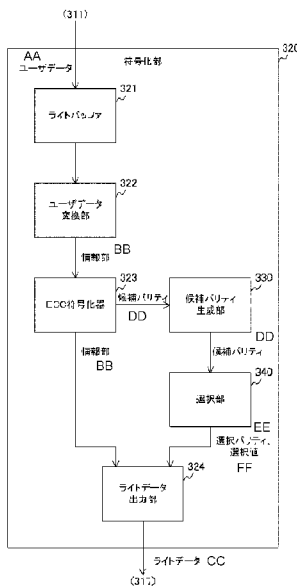 (311)
320
符号化部
AA
ユーザデータ
321
ライトバッファ
322
ユーザデータ
変換部
情報部 BB
323
ECC符号化器
候補パリティ
DD
330
候補パリティ
生成部
DD
候補パリティ
情報部
BB
340
選択部
EE
選択パリティ,
選択値
FF
324
ライトデータ
出力部
ライトデータ CC
(317)